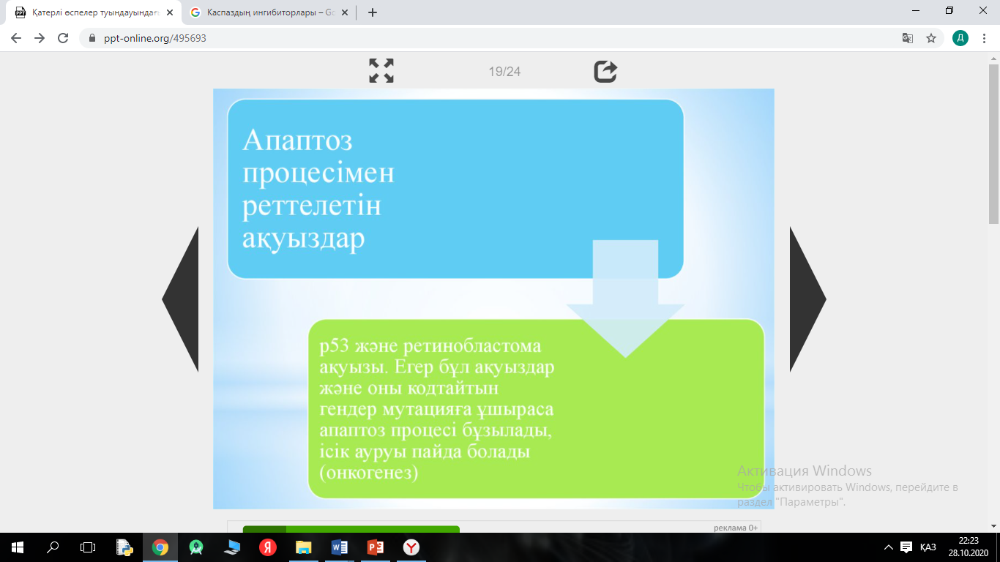 Қатерлі өспелер туындауындағ
Каспаздың ингибиторлары – Go
ppt-online.org/495693
Д
19/24
Апаптоз
процесімен
реттелетін
ақуыздар
р53 және ретинобластома
ақуызы. Егер бұл ақуыздар
және оны кодтайтын
гендер мутацияға ұшыраса
апаптоз процесі бұзылады,
ісік ауруы пайда болады
(онкогенез)
Активация Windows
Чтобы активировать Windows, перейдите в
раздел "Параметры".
реклама 0+
ҚАЗ
22:23
28.10.2020